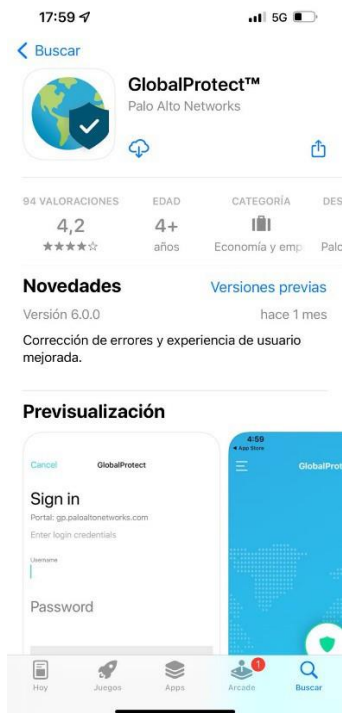 17:59
5G
Buscar
GlobalProtect™
Palo Alto Networks
94 VALORACIONES
EDAD
CATEGORÍA
DES
4,2
4+
★★★★☆
años
Economía y emp
Palo
Novedades
Versiones previas
Versión 6.0.0
hace 1 mes
Corrección de errores y experiencia de usuario
mejorada.
Previsualización
Cancel
GlobalProtect
Sign in
Portal: gp.paloaltonetworks.com
Enter login credentials
Username
Password
4:59
App Store
GlobalProt
Hoy
Juegos
Apps
1
Arcade
Buscar